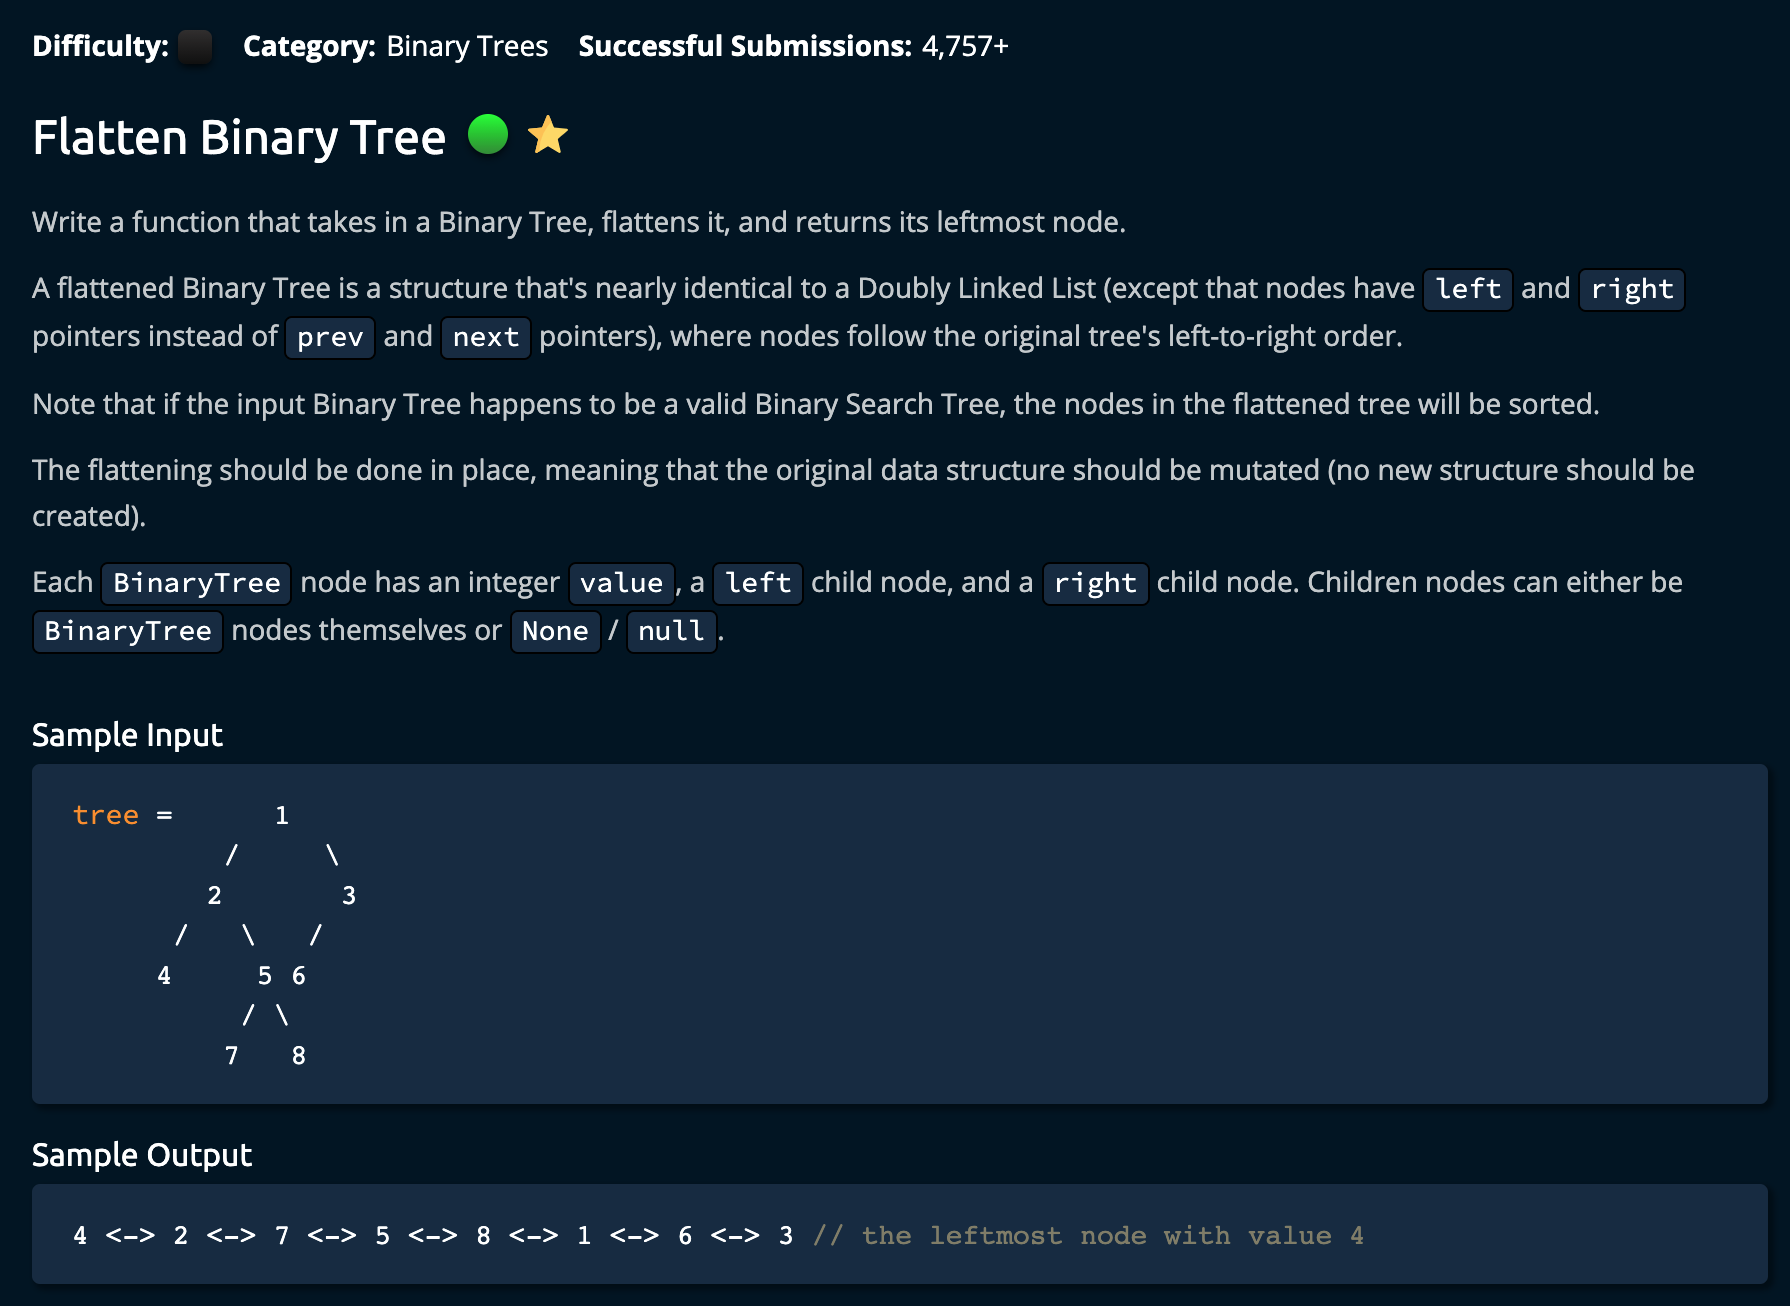 Difficulty: Category: Binary Trees Successful Submissions: 4,757+
Flatten Binary Tree
Write a function that takes in a Binary Tree, flattens it, and returns its leftmost node.
A flattened Binary Tree is a structure that's nearly identical to a Doubly Linked List (except that nodes have left and right
pointers instead of prev and next pointers), where nodes follow the original tree's left-to-right order.
Note that if the input Binary Tree happens to be a valid Binary Search Tree, the nodes in the flattened tree will be sorted.
The flattening should be done in place, meaning that the original data structure should be mutated (no new structure should be
created).
Each BinaryTree node has an integer value, a left child node, and a right child node. Children nodes can either be
BinaryTree nodes themselves or None / null.
Sample Input
tree =      1
         /     \
        2       3
      /   \   /
     4     5 6
          / \
         7   8
Sample Output
4 <-> 2 <-> 7 <-> 5 <-> 8 <-> 1 <-> 6 <-> 3 // the leftmost node with value 4